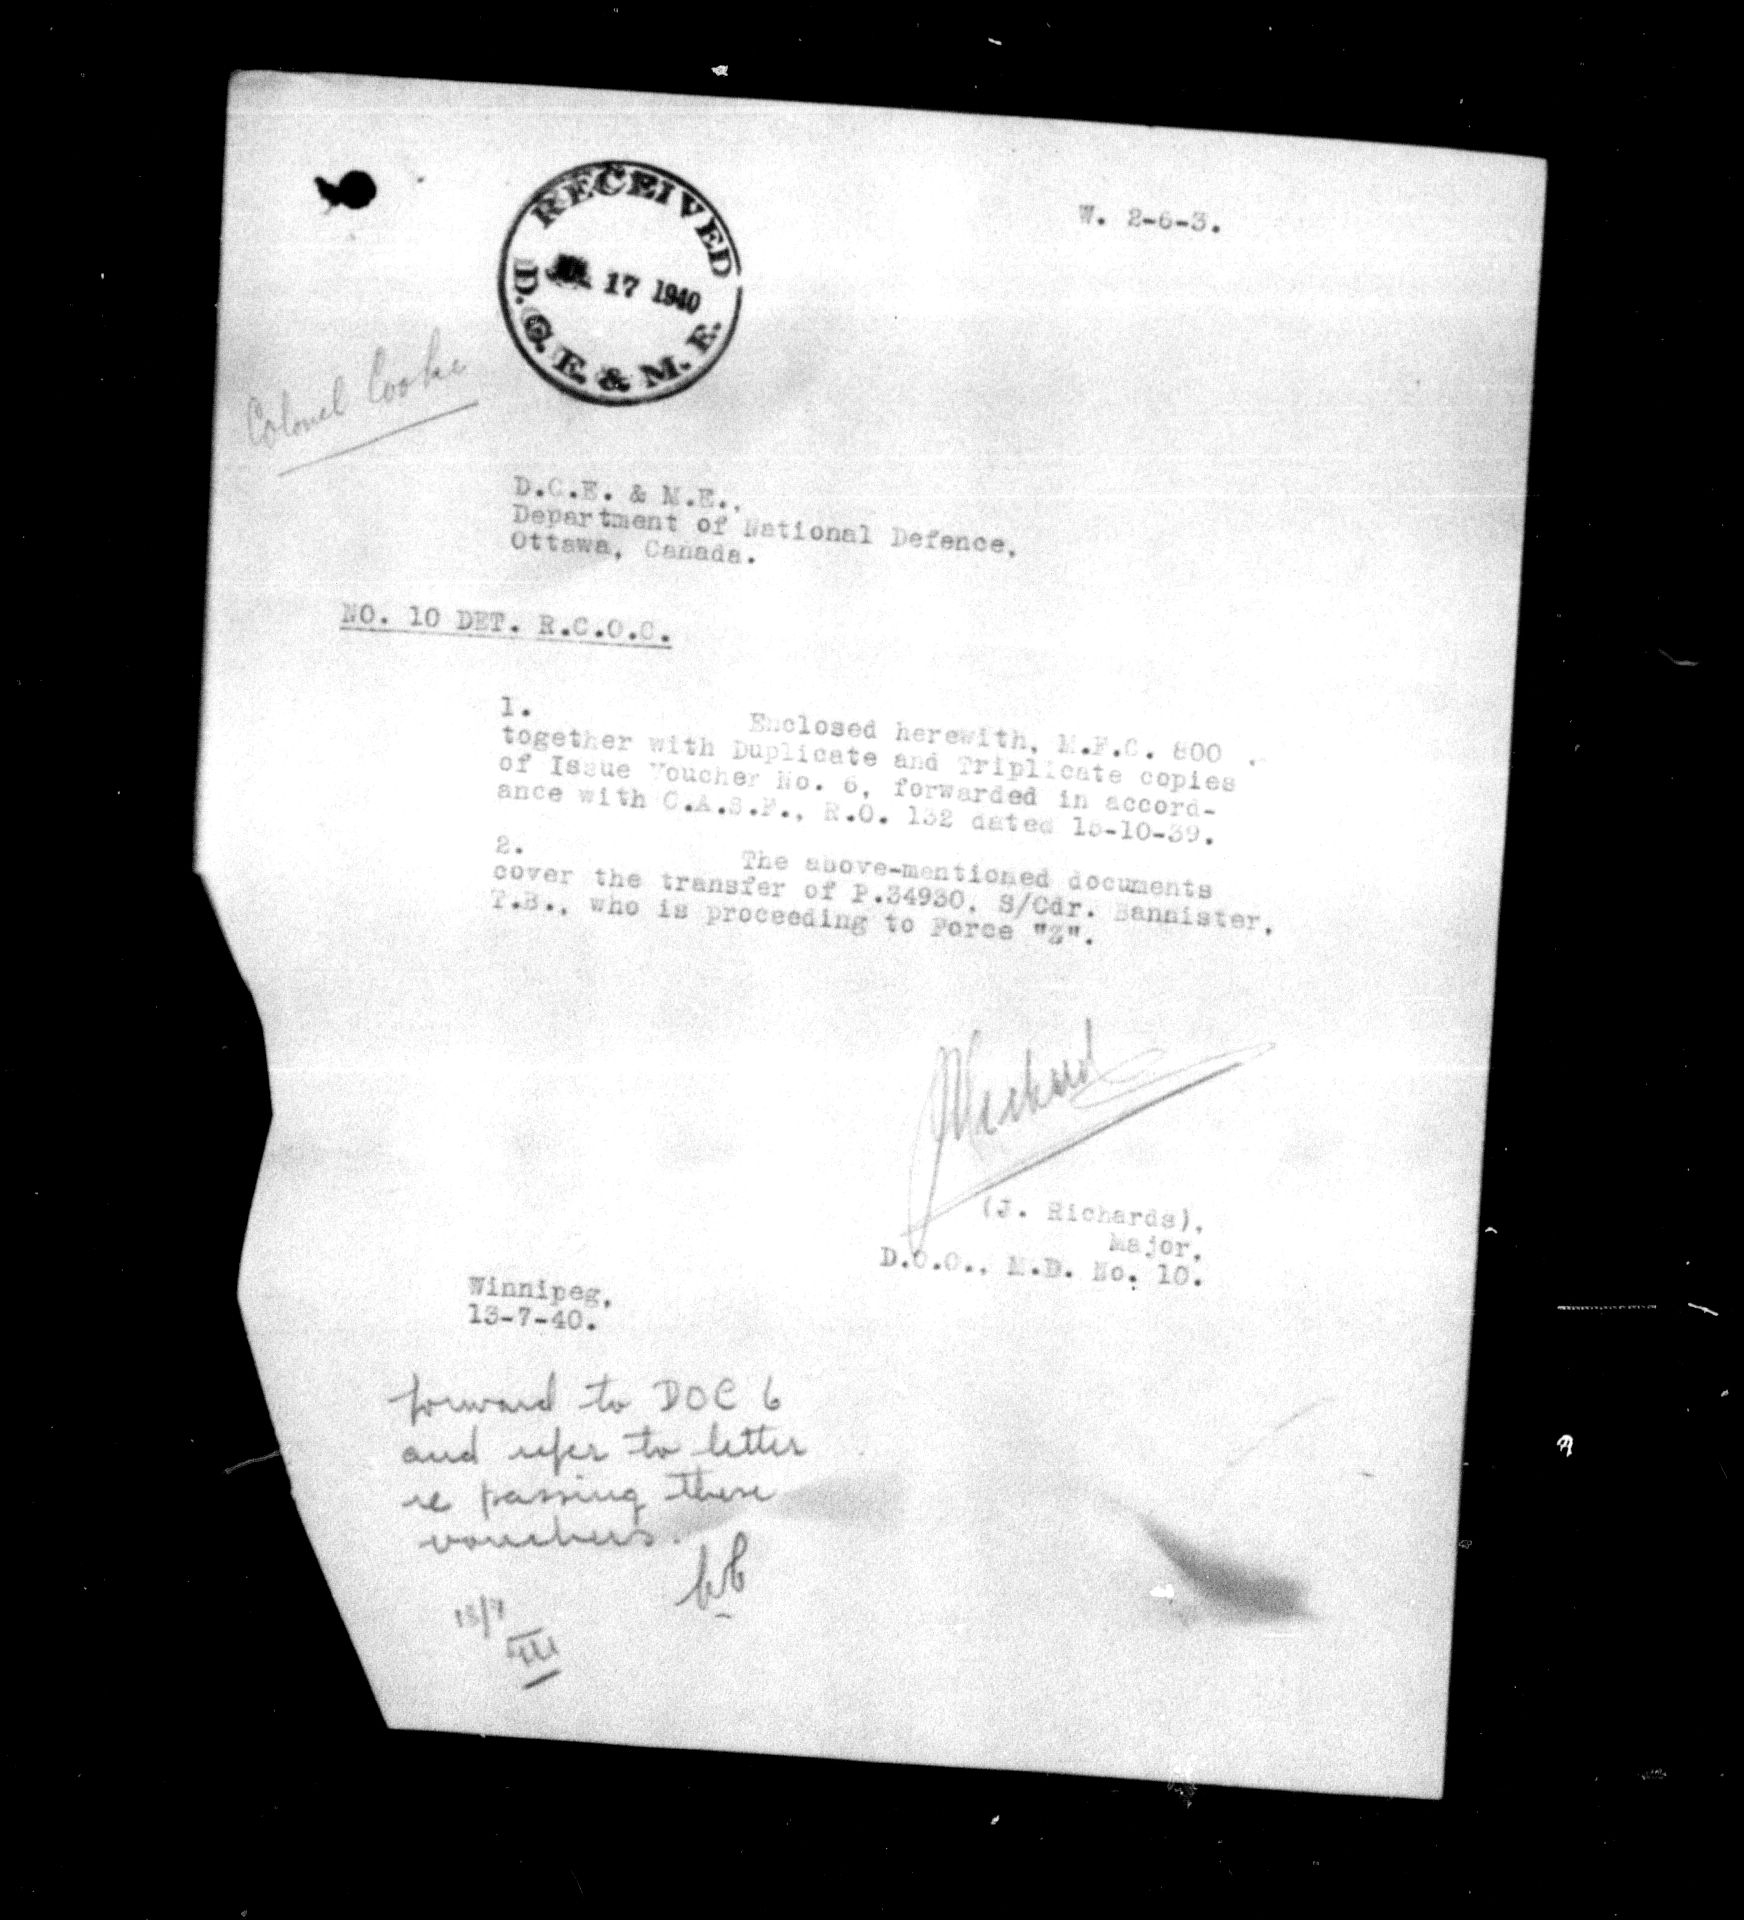 W. 2-6-3.
RECEIVED
JUL 17 1940
D.O.E. & M.E.
Colonel Cooke
D.O.E. & M.E.,
Department of National Defence,
Ottawa, Canada.
NO. 10 DET. R.C.O.C.
1. Enclosed herewith, M.F.C. 800
together with Duplicate and Triplicate copies
of Issue Voucher No. 6, forwarded in accord-
ance with C.A.S.F., R.O. 132 dated -10-39.
2. The above-mentioned documents
cover the transfer of P.34930, S/Cdr. Bannister,
T.B., who is proceeding to Force "Z".
J Richards
(J. Richards),
Major,
D.O.O., M.D. No. 10.
Winnipeg,
13-7-40.
forward to DOC 6
and refer to letter
re passing these
vouchers.